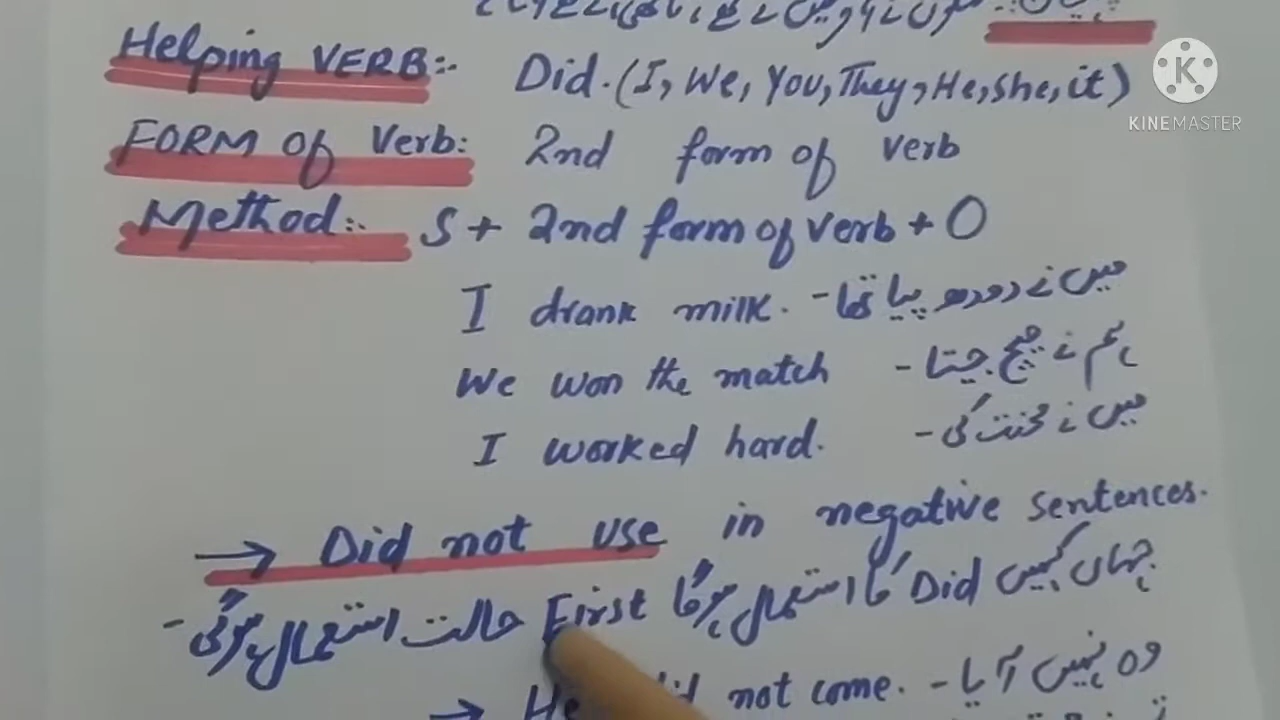 Helping VERB:- Did. (I, We, You, They, He, She, it)
KINEMASTER
FORM of Verb: 2nd form of verb
Method:- S + 2nd form of verb + O
I drank milk. - میں نے دودھ پیا تھا
We won the match - ہم نے میچ جیتا
I worked hard. - میں نے محنت کی
→ Did not use in negative sentences.
جہاں کہیں Did کا استعمال ہوگا First حالت استعمال ہوگی -
→ He did not come. - وہ نہیں آیا